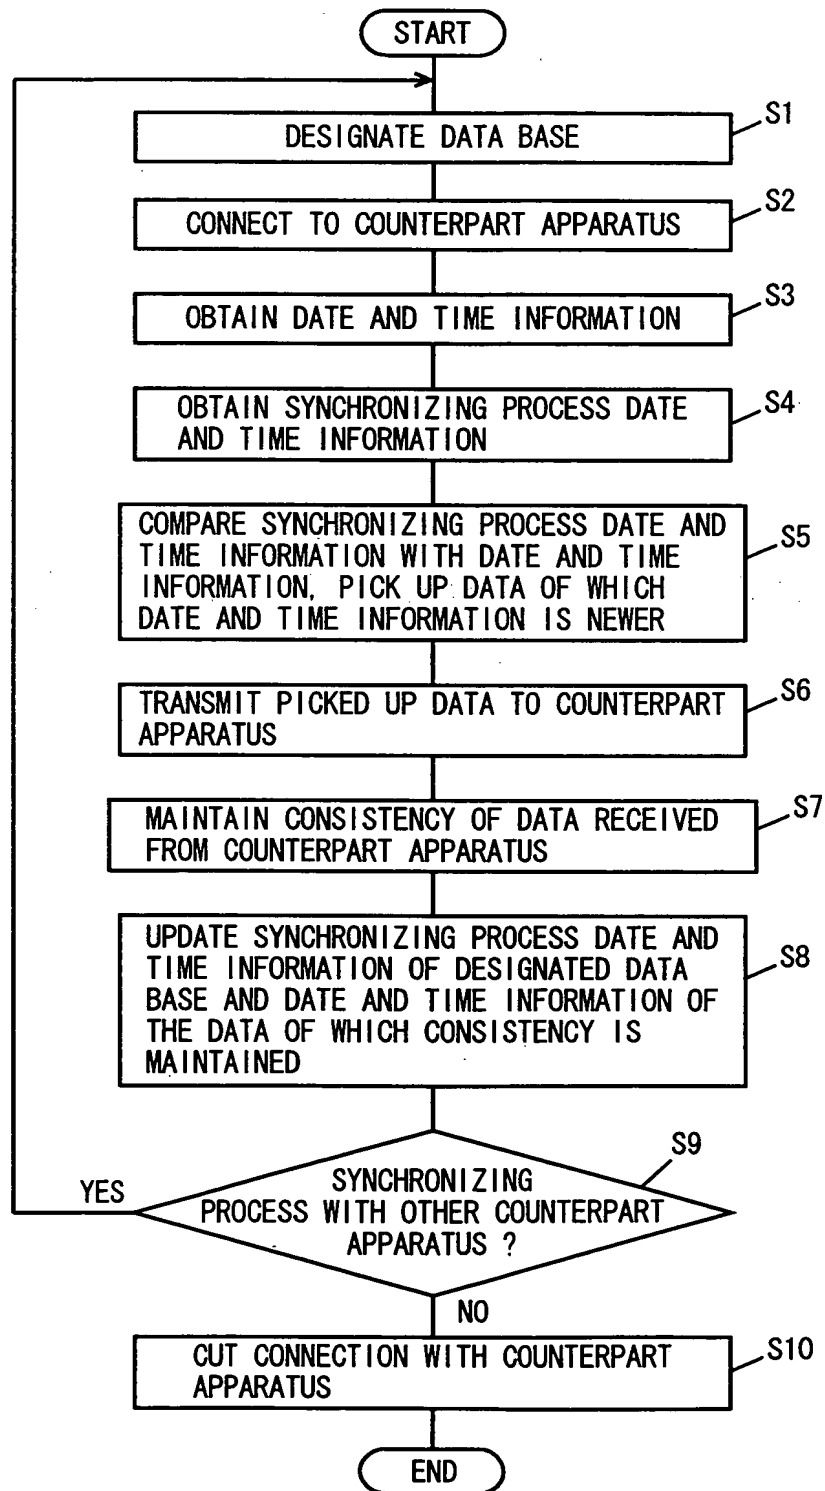 START
DESIGNATE DATA BASE
S1
CONNECT TO COUNTERPART APPARATUS
S2
OBTAIN DATE AND TIME INFORMATION
S3
OBTAIN SYNCHRONIZING PROCESS DATE
AND TIME INFORMATION
S4
COMPARE SYNCHRONIZING PROCESS DATE AND
TIME INFORMATION WITH DATE AND TIME
INFORMATION, PICK UP DATA OF WHICH
DATE AND TIME INFORMATION IS NEWER
S5
TRANSMIT PICKED UP DATA TO COUNTERPART
APPARATUS
S6
MAINTAIN CONSISTENCY OF DATA RECEIVED
FROM COUNTERPART APPARATUS
S7
UPDATE SYNCHRONIZING PROCESS DATE AND
TIME INFORMATION OF DESIGNATED DATA
BASE AND DATE AND TIME INFORMATION OF
THE DATA OF WHICH CONSISTENCY IS
MAINTAINED
S8
SYNCHRONIZING
PROCESS WITH OTHER COUNTERPART
APPARATUS ?
S9
YES
NO
CUT CONNECTION WITH COUNTERPART
APPARATUS
S10
END